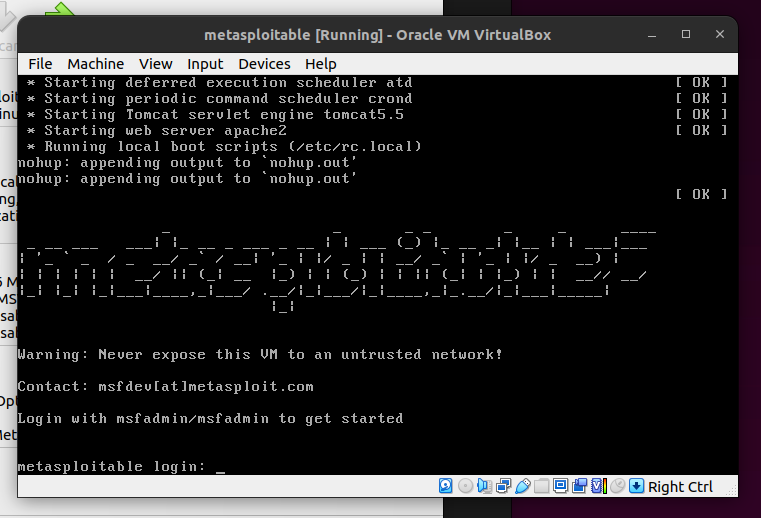 metasploitable [Running] - Oracle VM VirtualBox
File Machine View Input Devices Help
* Starting deferred execution scheduler atd [ OK ]
* Starting periodic command scheduler crond [ OK ]
* Starting Tomcat servlet engine tomcat5.5 [ OK ]
* Starting web server apache2 [ OK ]
* Running local boot scripts (/etc/rc.local)
nohup: appending output to `nohup.out'
nohup: appending output to `nohup.out'
[ OK ]
metasploitable2
Warning: Never expose this VM to an untrusted network!
Contact: msfdev[at]metasploit.com
Login with msfadmin/msfadmin to get started
metasploitable login: _
Right Ctrl